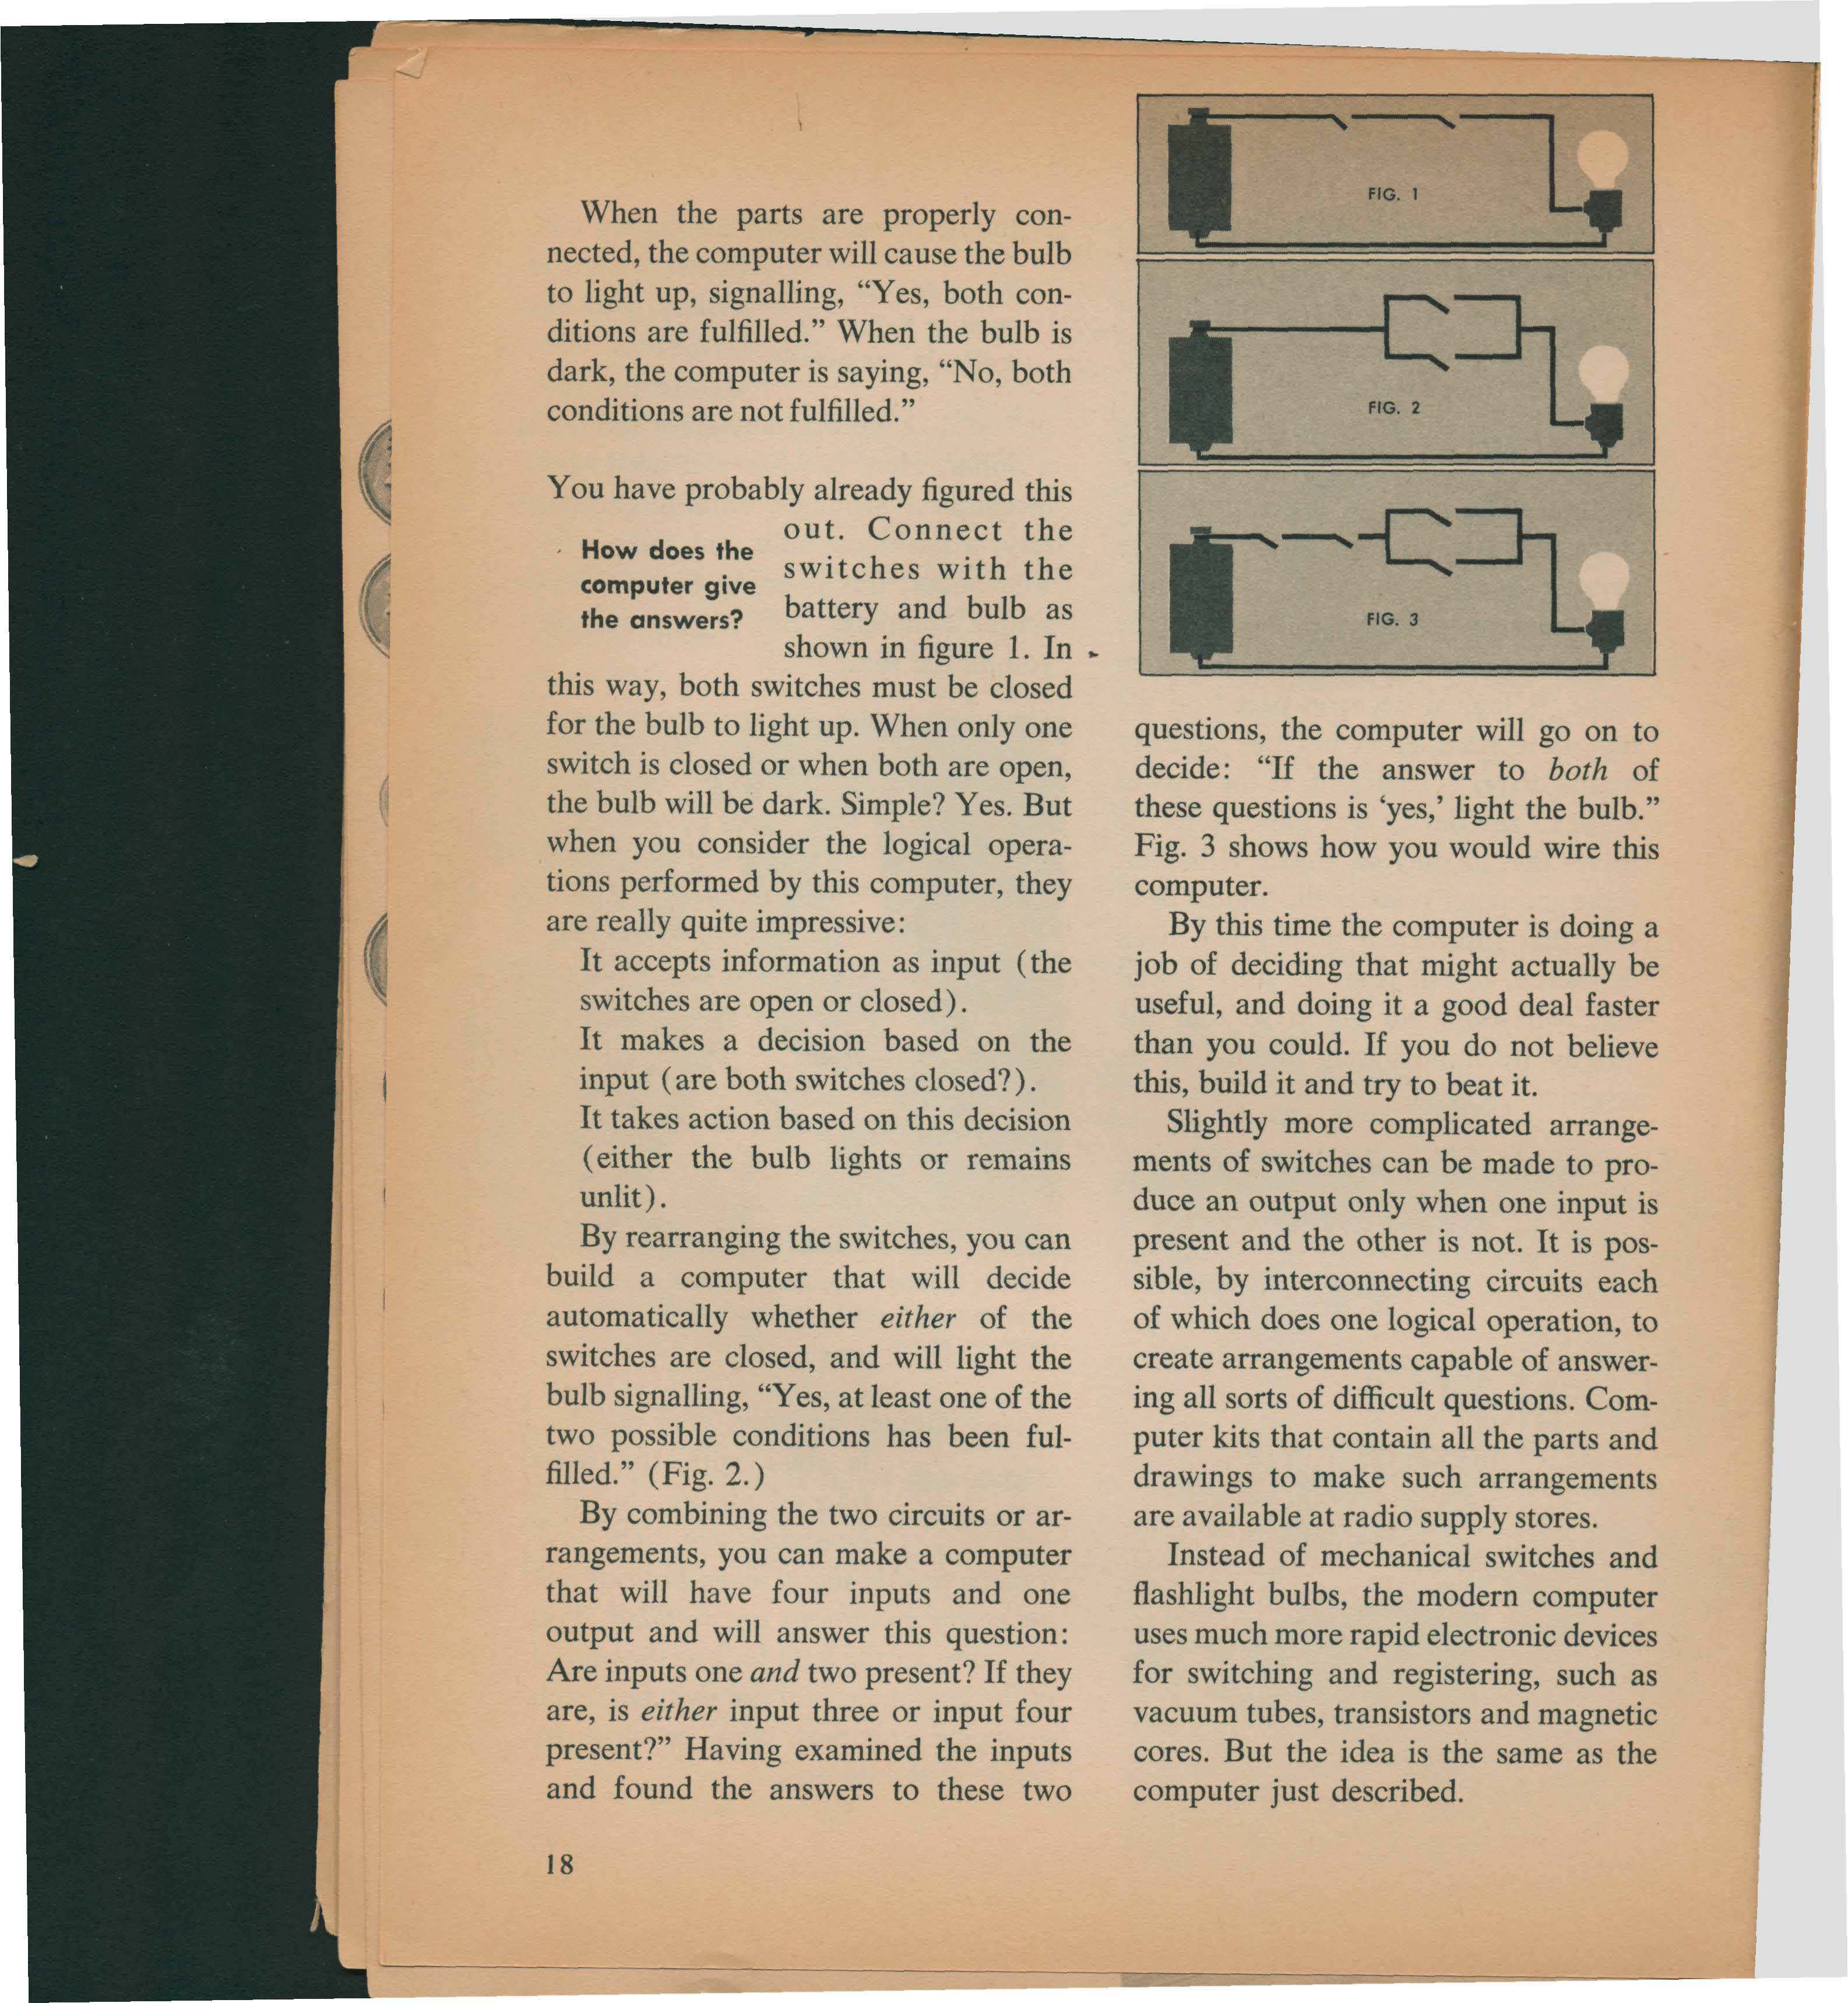 When the parts are properly con-
nected, the computer will cause the bulb
to light up, signalling, “Yes, both con-
ditions are fulfilled.” When the bulb is
dark, the computer is saying, “No, both
conditions are not fulfilled.”
You have probably already figured this
How does the
computer give
the answers?
out. Connect the
switches with the
battery and bulb as
shown in figure 1. In
this way, both switches must be closed
for the bulb to light up. When only one
switch is closed or when both are open,
the bulb will be dark. Simple? Yes. But
when you consider the logical opera-
tions performed by this computer, they
are really quite impressive:
It accepts information as input (the
switches are open or closed).
It makes a decision based on the
input (are both switches closed?).
It takes action based on this decision
(either the bulb lights or remains
unlit).
By rearranging the switches, you can
build a computer that will decide
automatically whether either of the
switches are closed, and will light the
bulb signalling, “Yes, at least one of the
two possible conditions has been ful-
filled.” (Fig. 2.)
By combining the two circuits or ar-
rangements, you can make a computer
that will have four inputs and one
output and will answer this question:
Are inputs one and two present? If they
are, is either input three or input four
present?” Having examined the inputs
and found the answers to these two
18
FIG. 1
FIG. 2
FIG. 3
questions, the computer will go on to
decide: “If the answer to both of
these questions is ‘yes,’ light the bulb.”
Fig. 3 shows how you would wire this
computer.
By this time the computer is doing a
job of deciding that might actually be
useful, and doing it a good deal faster
than you could. If you do not believe
this, build it and try to beat it.
Slightly more complicated arrange-
ments of switches can be made to pro-
duce an output only when one input is
present and the other is not. It is pos-
sible, by interconnecting circuits each
of which does one logical operation, to
create arrangements capable of answer-
ing all sorts of difficult questions. Com-
puter kits that contain all the parts and
drawings to make such arrangements
are available at radio supply stores.
Instead of mechanical switches and
flashlight bulbs, the modern computer
uses much more rapid electronic devices
for switching and registering, such as
vacuum tubes, transistors and magnetic
cores. But the idea is the same as the
computer just described.